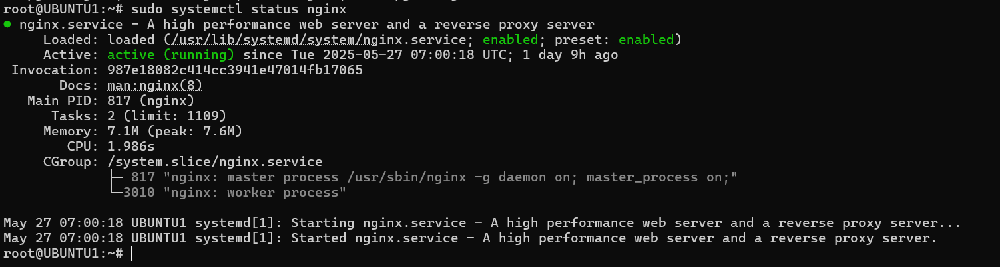 root@UBUNTU1:~# sudo systemctl status nginx
● nginx.service - A high performance web server and a reverse proxy server
     Loaded: loaded (/usr/lib/systemd/system/nginx.service; enabled; preset: enabled)
     Active: active (running) since Tue 2025-05-27 07:00:18 UTC; 1 day 9h ago
 Invocation: 987e18082c414cc3941e47014fb17065
       Docs: man:nginx(8)
   Main PID: 817 (nginx)
      Tasks: 2 (limit: 1109)
     Memory: 7.1M (peak: 7.6M)
        CPU: 1.986s
     CGroup: /system.slice/nginx.service
             ├─ 817 "nginx: master process /usr/sbin/nginx -g daemon on; master_process on;"
             └─3010 "nginx: worker process"

May 27 07:00:18 UBUNTU1 systemd[1]: Starting nginx.service - A high performance web server and a reverse proxy server...
May 27 07:00:18 UBUNTU1 systemd[1]: Started nginx.service - A high performance web server and a reverse proxy server.
root@UBUNTU1:~#